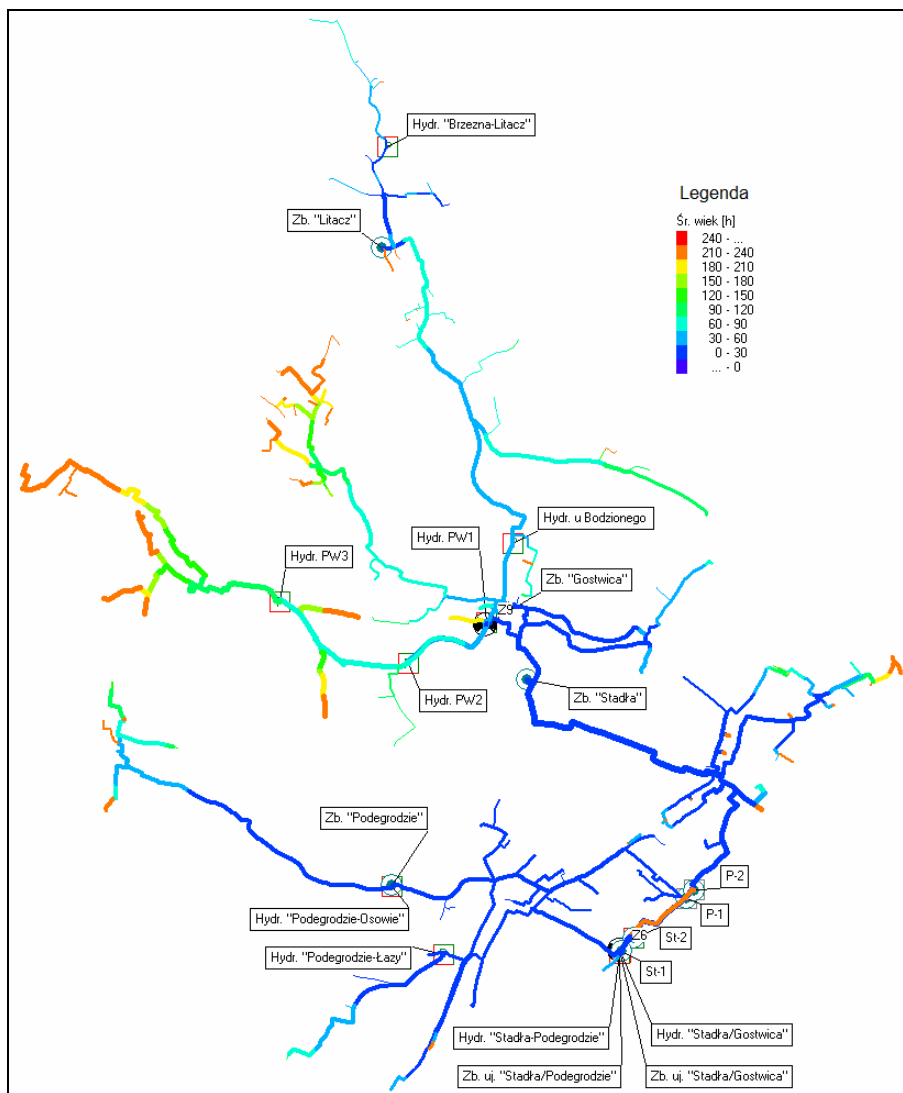 Hydr. "Brzezna-Litacz"
Legenda
Zb. "Litacz"
Śr. wiek [h]
240 - ...
210 - 240
180 - 210
150 - 180
120 - 150
90 - 120
60 - 90
30 - 60
0 - 30
... - 0
Hydr. u Bodzionego
Hydr. PW1
Hydr. PW3
Zb. "Gostwica"
Z9
Hydr. PW2
Zb. "Stadła"
Zb. "Podegrodzie"
P-2
P-1
Hydr. "Podegrodzie-Osowie"
Z6
St-2
Hydr. "Podegrodzie-Łazy"
St-1
Hydr. "Stadła-Podegrodzie"
Hydr. "Stadła/Gostwica"
Zb. uj. "Stadła/Podegrodzie"
Zb. uj. "Stadła/Gostwica"